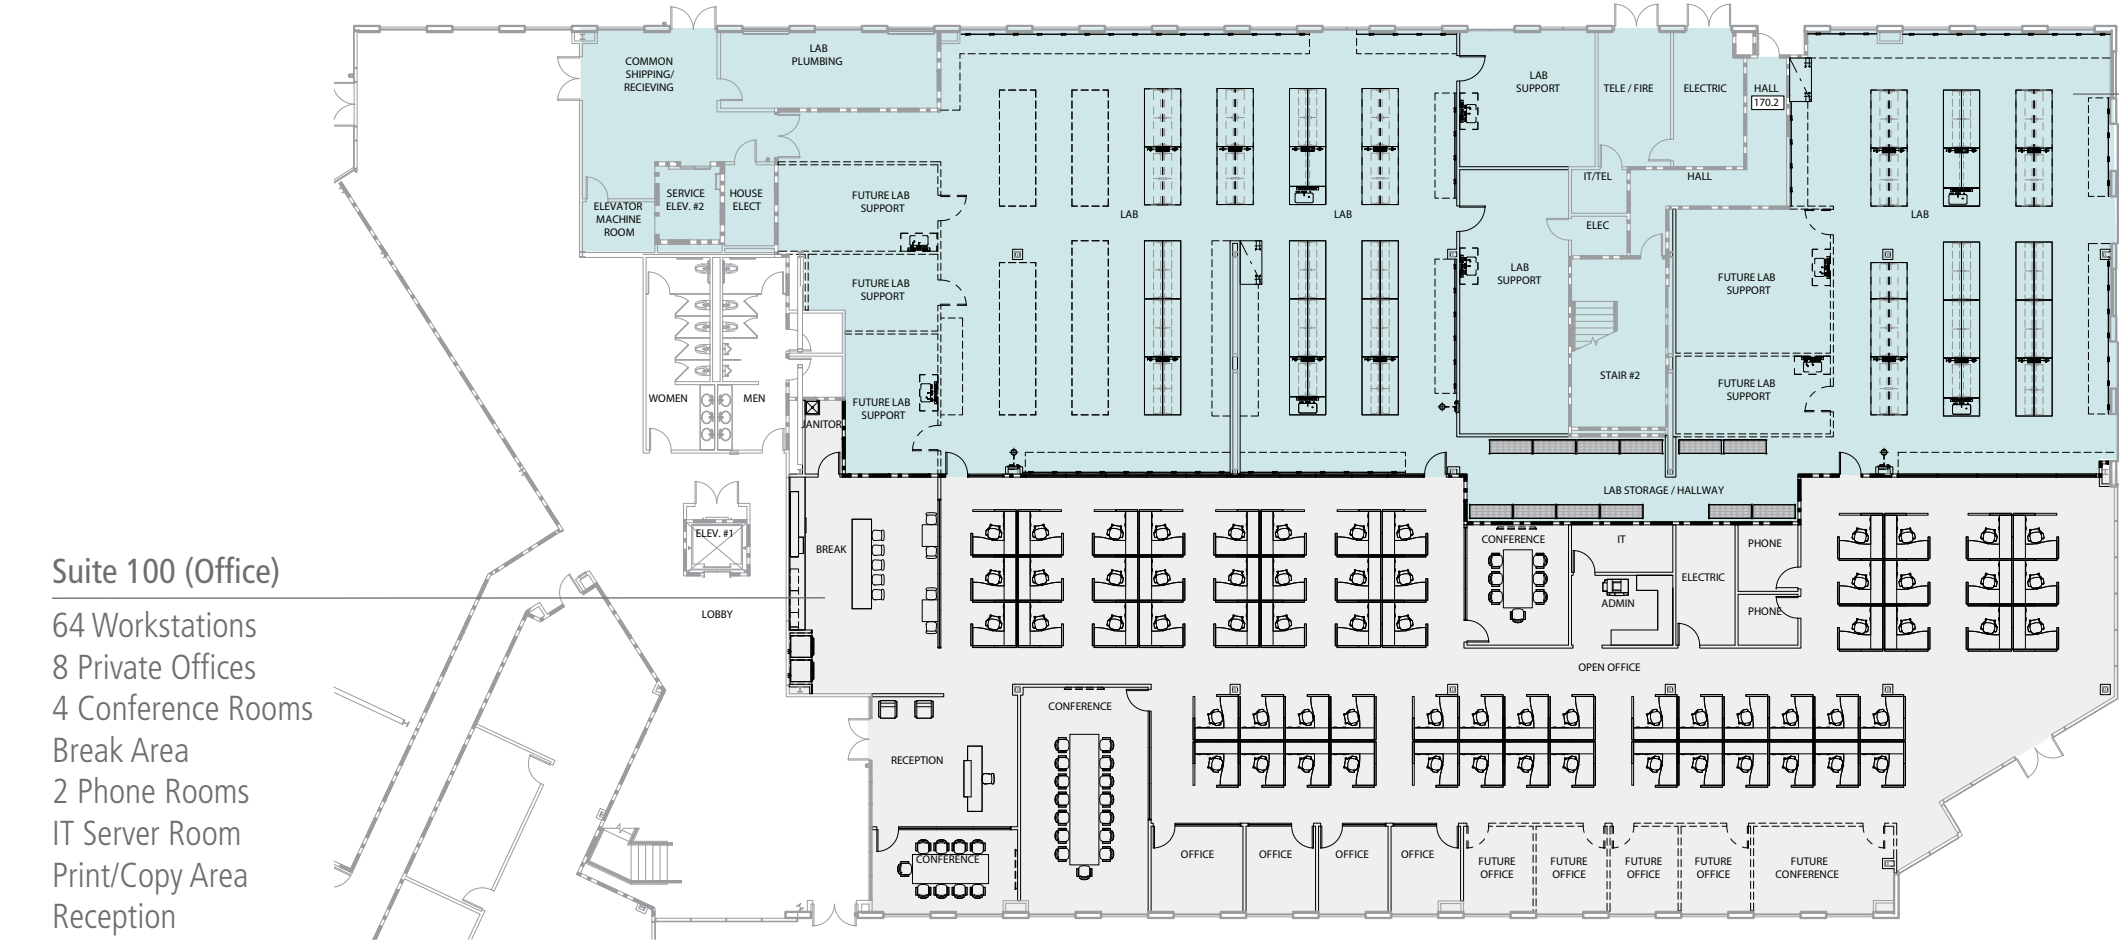 COMMON
SHIPPING/
RECIEVING
LAB
PLUMBING
LAB
SUPPORT
TELE / FIRE
ELECTRIC
HALL
170.2
ELEVATOR
MACHINE
ROOM
SERVICE
ELEV. #2
HOUSE
ELECT
FUTURE LAB
SUPPORT
LAB
LAB
IT/TEL
HALL
LAB
ELEC
FUTURE LAB
SUPPORT
LAB
SUPPORT
FUTURE LAB
SUPPORT
STAIR #2
WOMEN
MEN
FUTURE LAB
SUPPORT
FUTURE LAB
SUPPORT
JANITOR
LAB STORAGE / HALLWAY
ELEV. #1
BREAK
CONFERENCE
IT
PHONE
ELECTRIC
ADMIN
PHONE
LOBBY
OPEN OFFICE
CONFERENCE
RECEPTION
CONFERENCE
OFFICE
OFFICE
OFFICE
OFFICE
FUTURE
OFFICE
FUTURE
OFFICE
FUTURE
OFFICE
FUTURE
OFFICE
FUTURE
CONFERENCE
Suite 100 (Office)
64 Workstations
8 Private Offices
4 Conference Rooms
Break Area
2 Phone Rooms
IT Server Room
Print/Copy Area
Reception